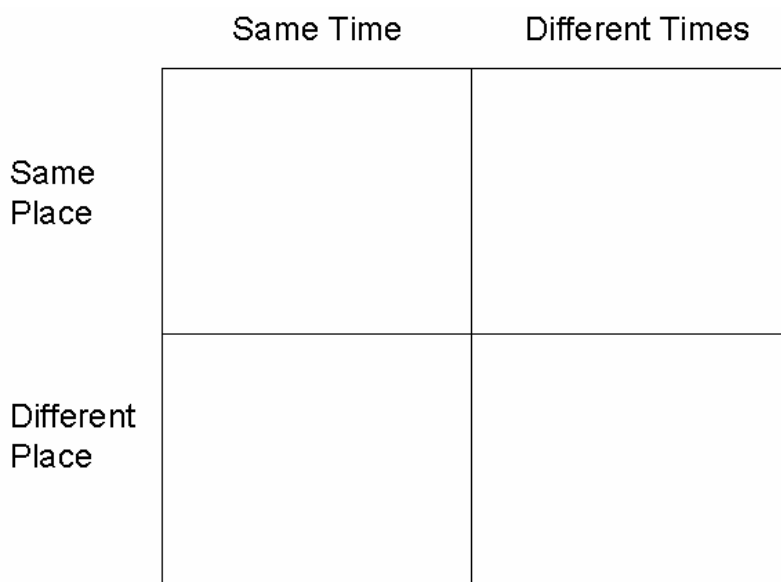 Same Time Different Times
Same
Place
Different
Place